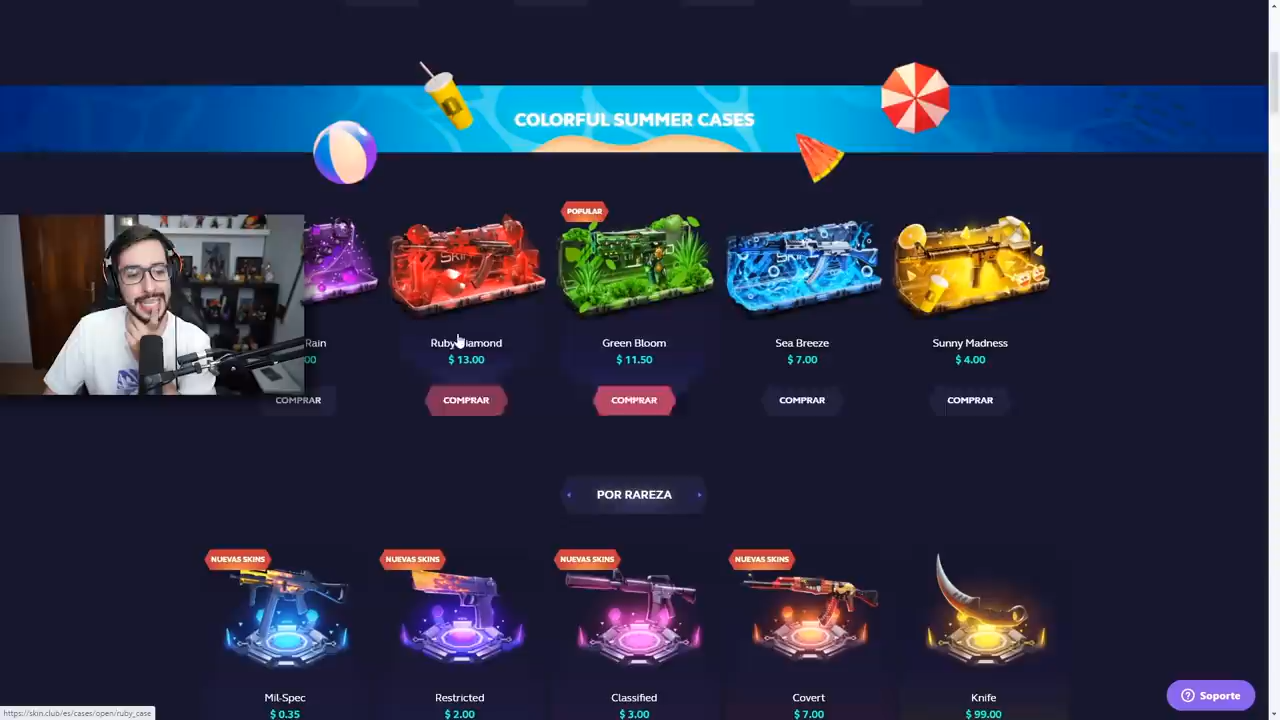 COLORFUL SUMMER CASES
POPULAR
Rain
Ruby Diamond
Green Bloom
Sea Breeze
Sunny Madness
00
$ 13.00
$ 11.50
$ 7.00
$ 4.00
COMPRAR
COMPRAR
COMPRAR
COMPRAR
COMPRAR
POR RAREZA
NUEVAS SKINS
NUEVAS SKINS
NUEVAS SKINS
NUEVAS SKINS
Mil-Spec
Restricted
Classified
Covert
Knife
$ 0.35
$ 2.00
$ 3.00
$ 7.00
$ 99.00
Soporte
https://skin.club/es/cases/open/ruby_case